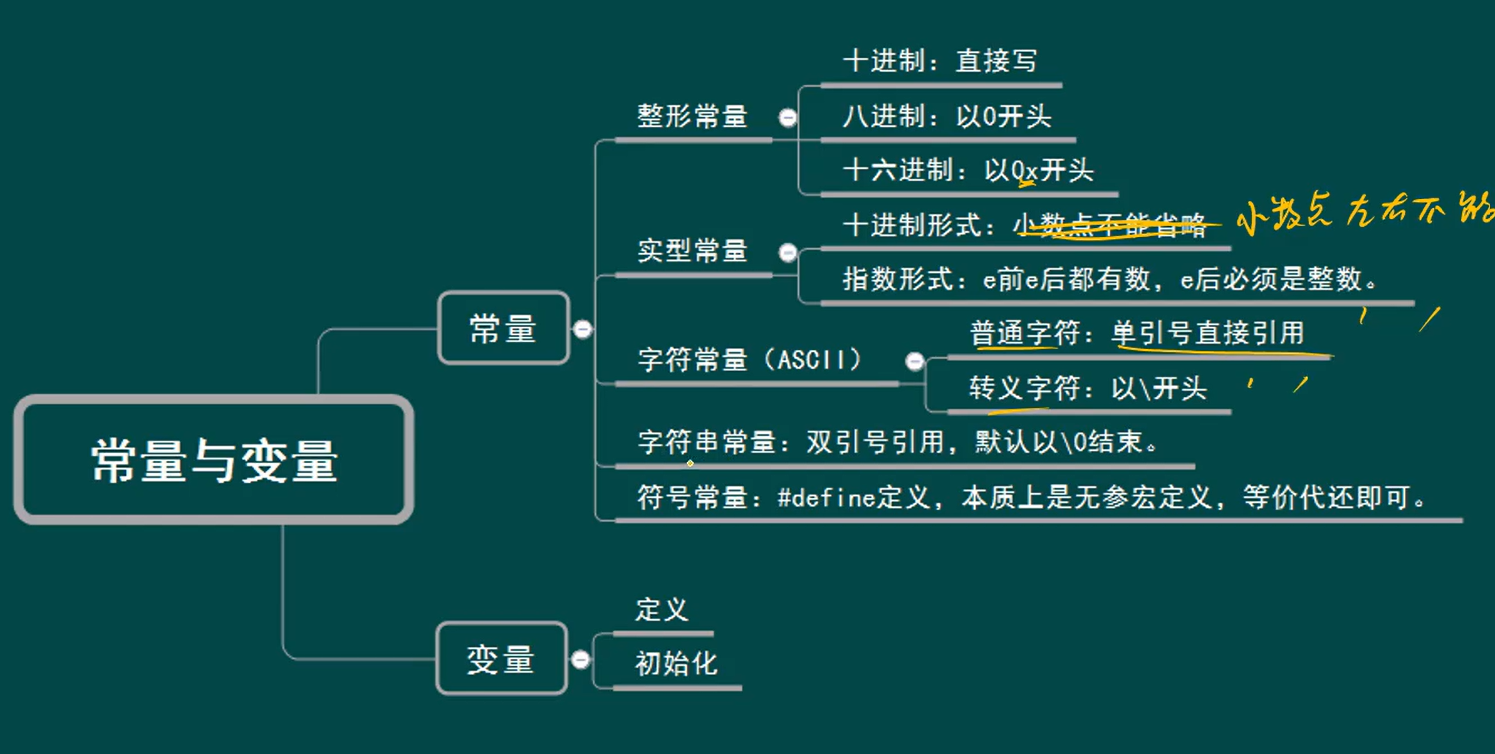 十进制：直接写
整形常量
八进制：以0开头
十六进制：以0x开头
十进制形式：小数点不能省略
小数点左右不
实型常量
指数形式：e前e后都有数，e后必须是整数。
常量
普通字符：单引号直接引用
字符常量（ASCII）
转义字符：以\开头
常量与变量
字符串常量：双引号引用，默认以\0结束。
符号常量：#define定义，本质上是无参宏定义，等价代还即可。
定义
变量
初始化